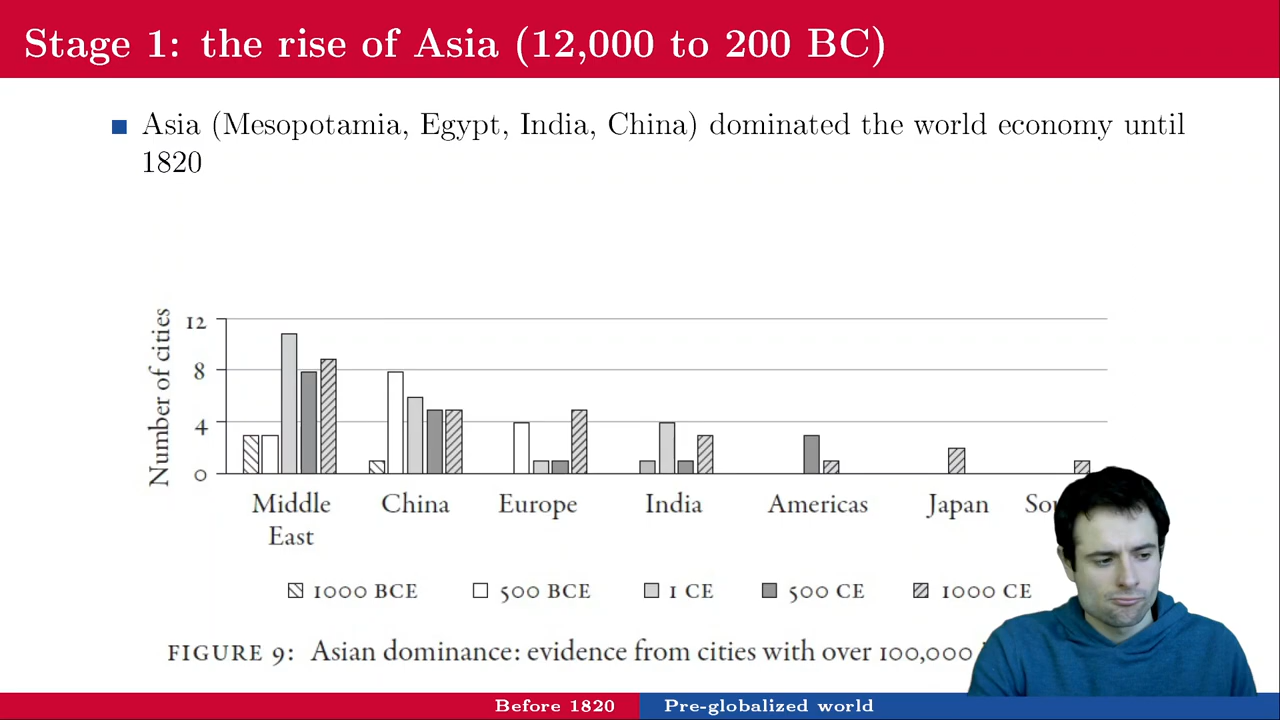 Stage 1: the rise of Asia (12,000 to 200 BC)
Asia (Mesopotamia, Egypt, India, China) dominated the world economy until
1820
Number of cities
12
8
4
0
Middle East
China
Europe
India
Americas
Japan
1000 BCE
500 BCE
1 CE
500 CE
1000 CE
FIGURE 9: Asian dominance: evidence from cities with over 100,000
Before 1820
Pre-globalized world